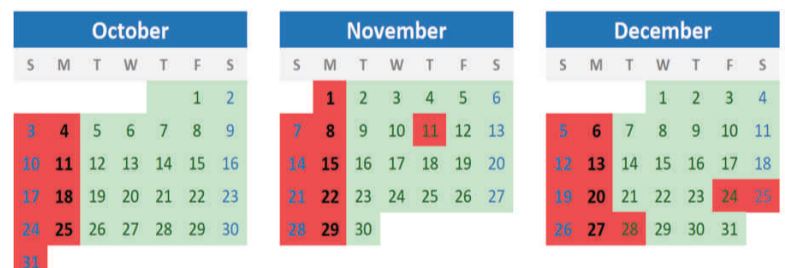 October November December
S M T W T F S S M T W T F S S M T W T F S
1 2 1 2 3 4 5 6 1 2 3 4
3 4 5 6 7 8 9 7 8 9 10 11 12 13 5 6 7 8 9 10 11
10 11 12 13 14 15 16 14 15 16 17 18 19 20 12 13 14 15 16 17 18
17 18 19 20 21 22 23 21 22 23 24 25 26 27 19 20 21 22 23 24 25
24 25 26 27 28 29 30 28 29 30 26 27 28 29 30 31
31